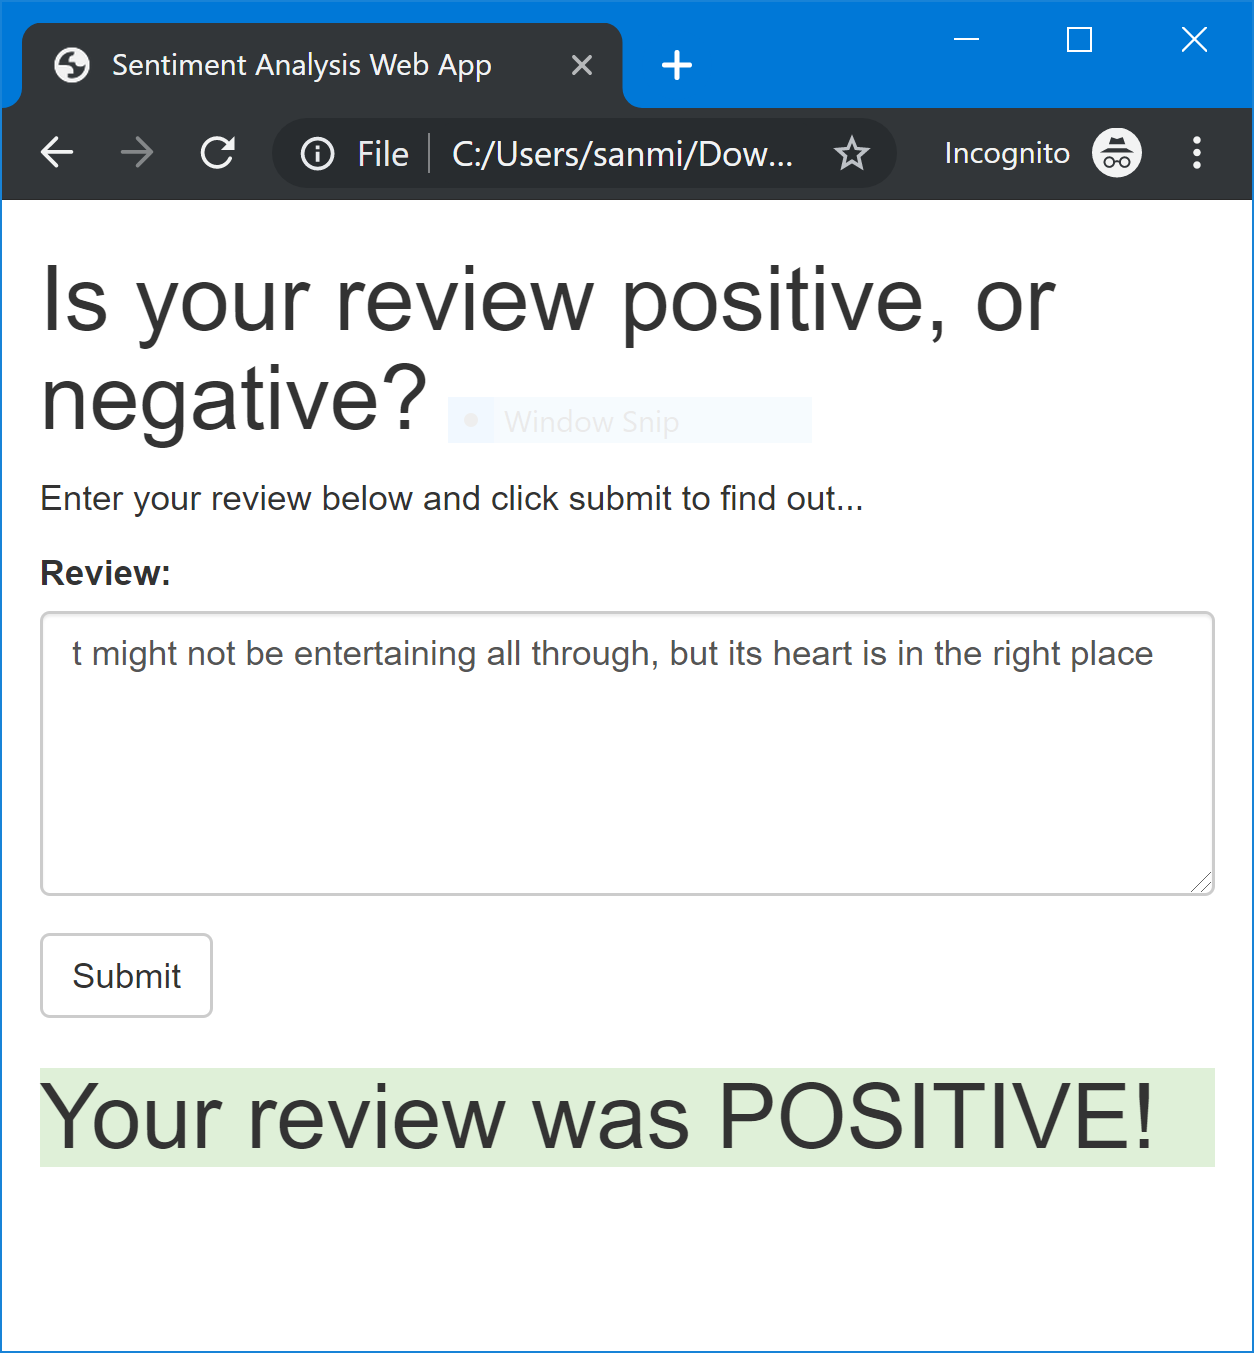 Sentiment Analysis Web App
File C:/Users/sanmi/Dow... Incognito
Is your review positive, or
negative?
Window Snip
Enter your review below and click submit to find out...
Review:
t might not be entertaining all through, but its heart is in the right place
Submit
Your review was POSITIVE!